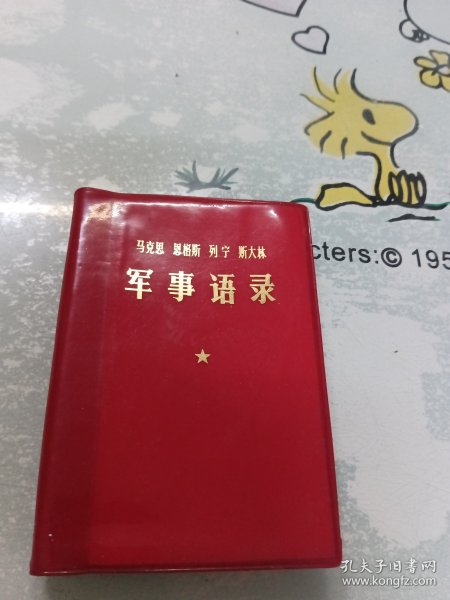 马克思 恩格斯 列宁 斯大林
军事语录
cters:© 195
孔夫子旧书网
www.kongfz.com